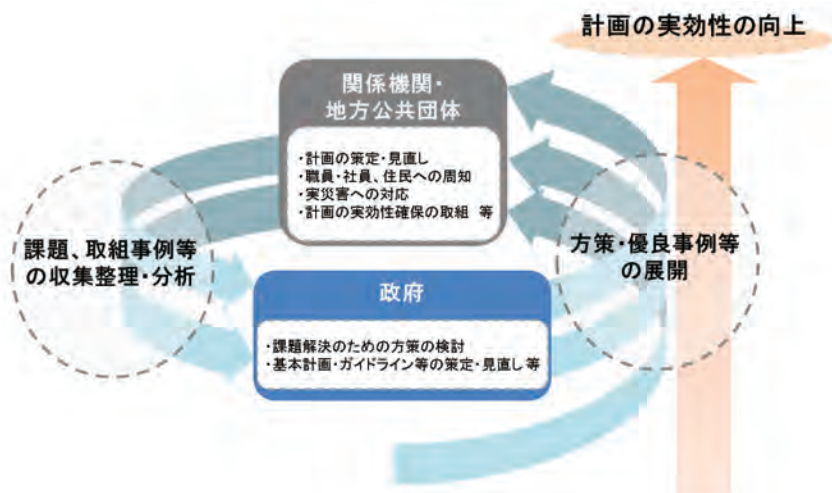 計画の実効性の向上
関係機関・
地方公共団体
・計画の策定・見直し
・職員・社員、住民への周知
・実災害への対応
・計画の実効性確保の取組 等
課題、取組事例等
の収集整理・分析
方策・優良事例等
の展開
政府
・課題解決のための方策の検討
・基本計画・ガイドライン等の策定・見直し等